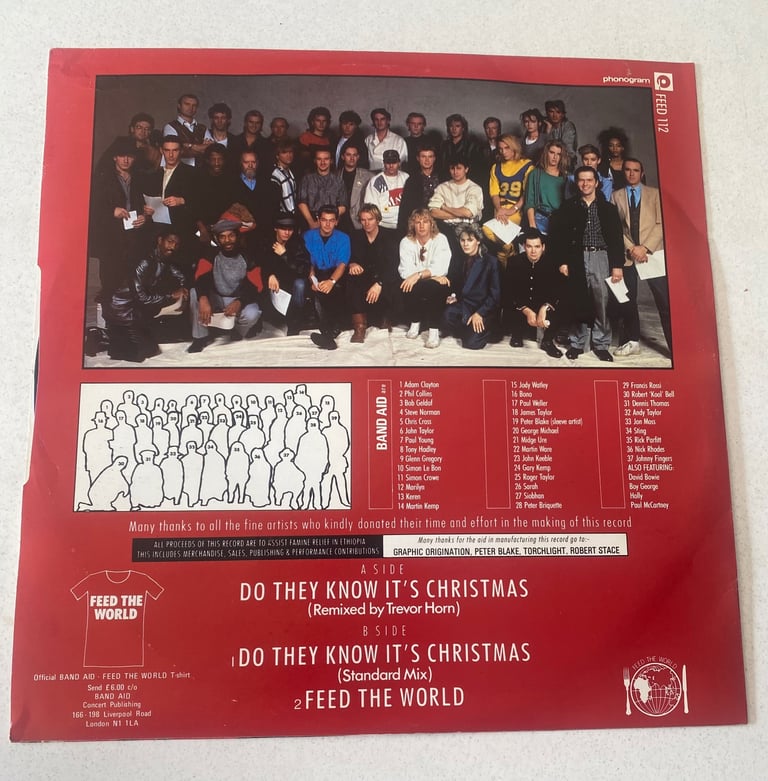 phonogram
FEED 112
BAND AID are
1 Adam Clayton
2 Phil Collins
3 Bob Geldof
4 Steve Norman
5 Chris Cross
6 John Taylor
7 Paul Young
8 Tony Hadley
9 Glenn Gregory
10 Simon Le Bon
11 Simon Crowe
12 Marilyn
13 Keren
14 Martin Kemp
15 Jody Watley
16 Bono
17 Paul Weller
18 James Taylor
19 Peter Blake (sleeve artist)
20 George Michael
21 Midge Ure
22 Martin Ware
23 John Keeble
24 Gary Kemp
25 Roger Taylor
26 Sarah
27 Siobhan
28 Peter Briquette
29 Francis Rossi
30 Robert 'Kool' Bell
31 Dennis Thomas
32 Andy Taylor
33 Jon Moss
34 Sting
35 Rick Parfitt
36 Nick Rhodes
37 Johnny Fingers
ALSO FEATURING:
David Bowie
Boy George
Holly
Paul McCartney
Many thanks to all the fine artists who kindly donated their time and effort in the making of this record
ALL PROCEEDS OF THIS RECORD ARE TO ASSIST FAMINE RELIEF IN ETHIOPIA
THIS INCLUDES MERCHANDISE, SALES, PUBLISHING & PERFORMANCE CONTRIBUTIONS
Many thanks for the aid in manufacturing this record go to:-
GRAPHIC ORIGINATION, PETER BLAKE, TORCHLIGHT, ROBERT STACE
A SIDE
DO THEY KNOW IT'S CHRISTMAS
(Remixed by Trevor Horn)
B SIDE
1 DO THEY KNOW IT'S CHRISTMAS
(Standard Mix)
2 FEED THE WORLD
FEED THE
WORLD
Official BAND AID - FEED THE WORLD T-shirt
Send £6.00 c/o
BAND AID
Concert Publishing
166-198 Liverpool Road
London N1 1LA
FEED THE WORLD